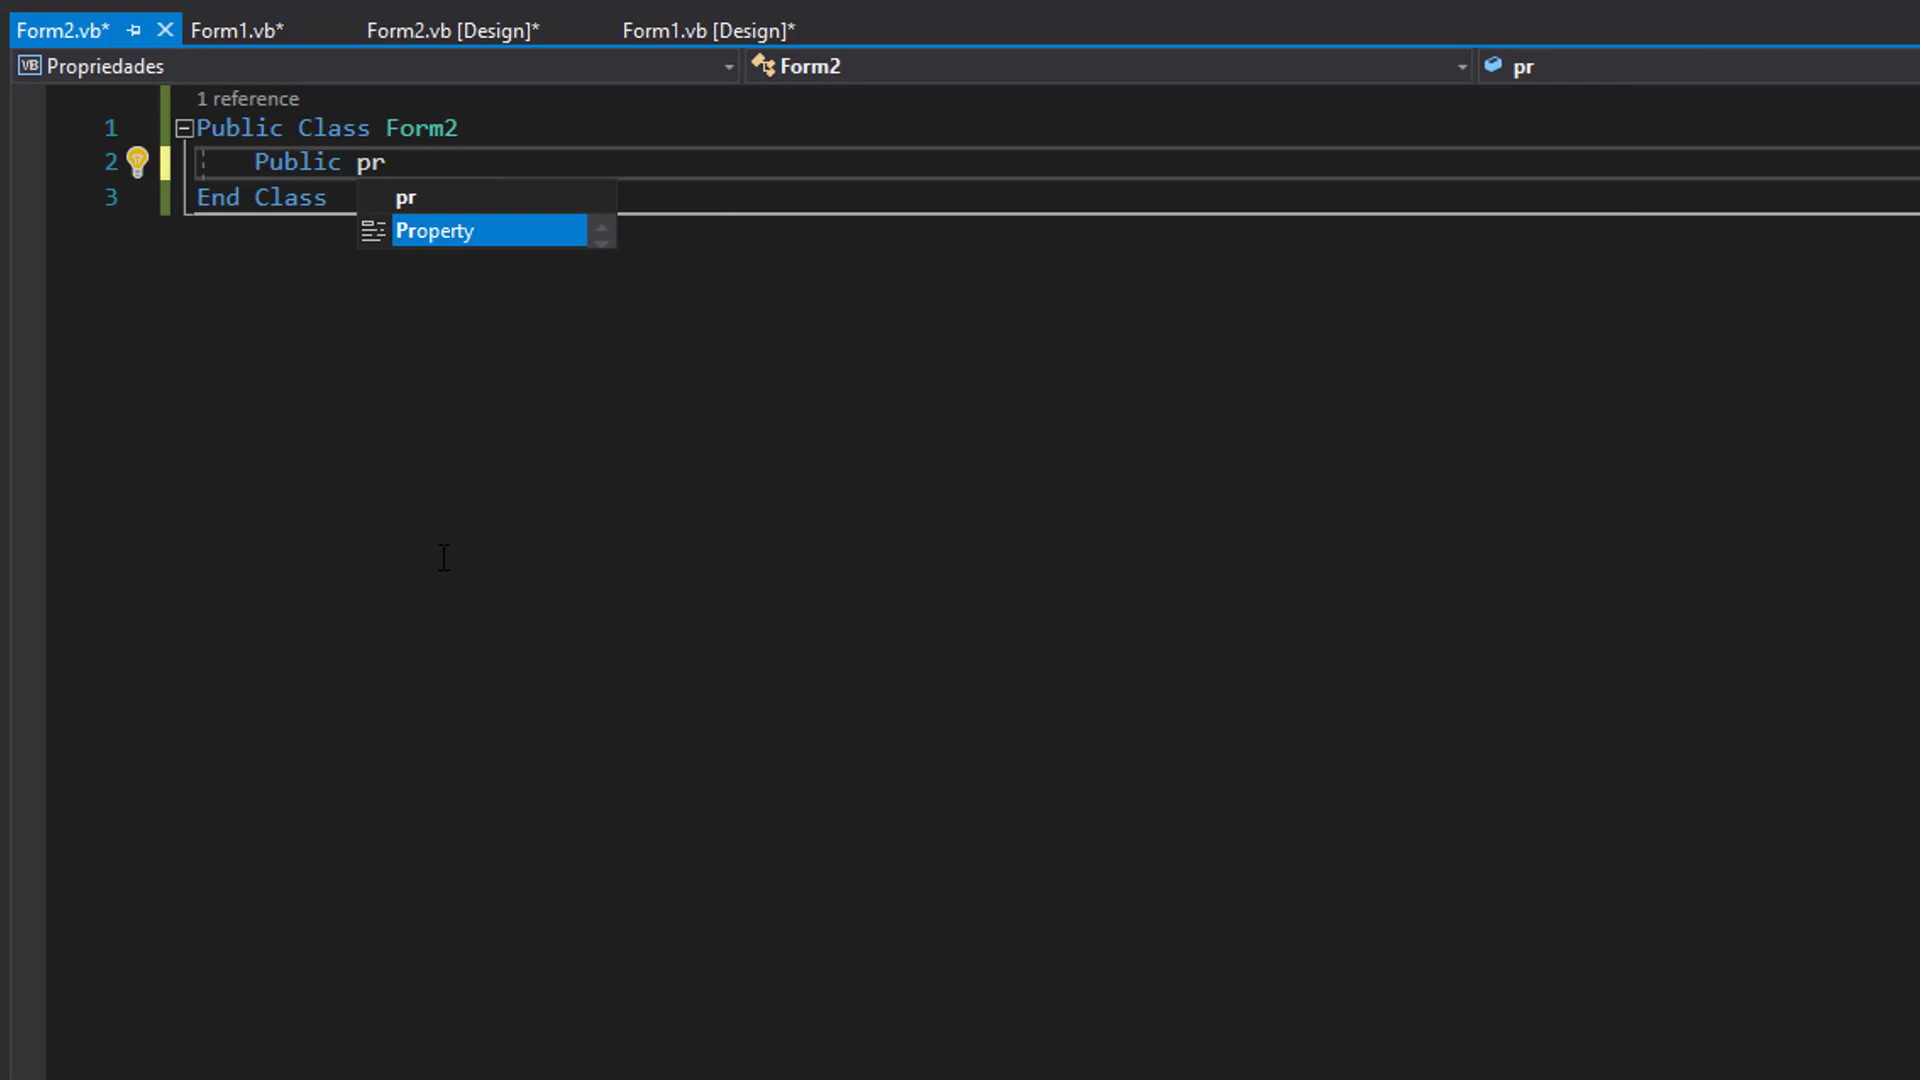 Form2.vb* Form1.vb* Form2.vb [Design]* Form1.vb [Design]*
VB Propriedades Form2 pr
1 reference
1 Public Class Form2
2 Public pr
3 End Class
pr
Property